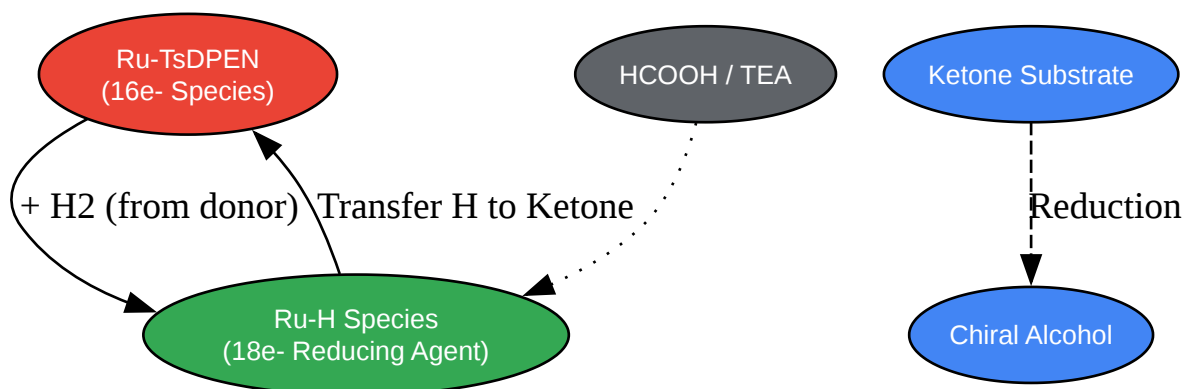 Ru-TsDPEN
(16e- Species)
HCOOH / TEA
Ketone Substrate
+ H2 (from donor)
Transfer H to Ketone
Reduction
Ru-H Species
(18e- Reducing Agent)
Chiral Alcohol